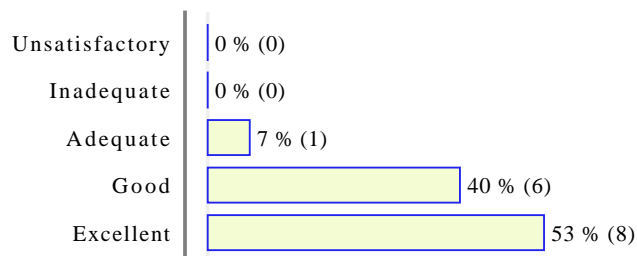 Unsatisfactory 0 % (0)
Inadequate 0 % (0)
Adequate 7 % (1)
Good 40 % (6)
Excellent 53 % (8)